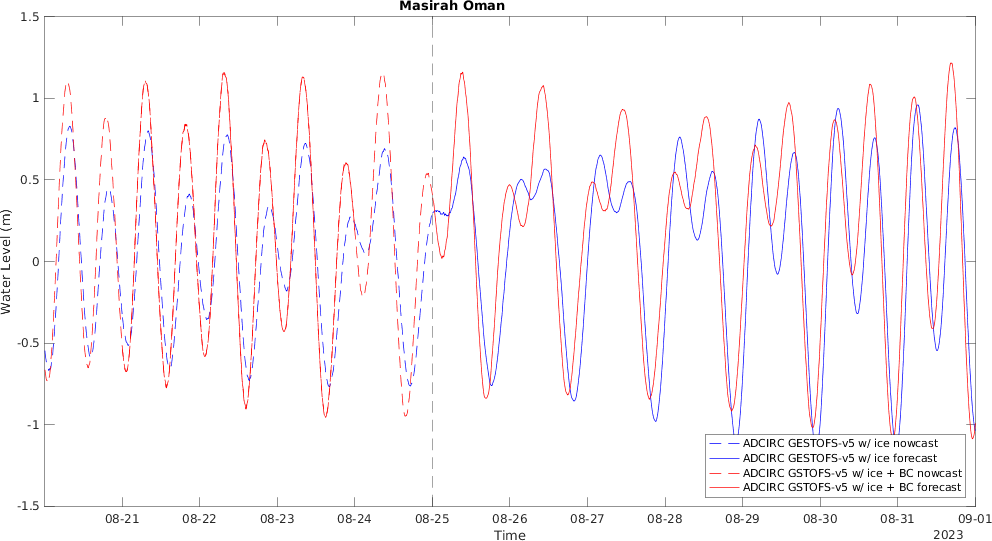 Masirah Oman
1.5
1
0.5
0
-0.5
-1
-1.5
Water Level (m)
08-21 08-22 08-23 08-24 08-25 08-26 08-27 08-28 08-29 08-30 08-31 09-01
Time
2023
ADCIRC GESTOFS-v5 w/ ice nowcast
ADCIRC GESTOFS-v5 w/ ice forecast
ADCIRC GSTOFS-v5 w/ ice + BC nowcast
ADCIRC GSTOFS-v5 w/ ice + BC forecast